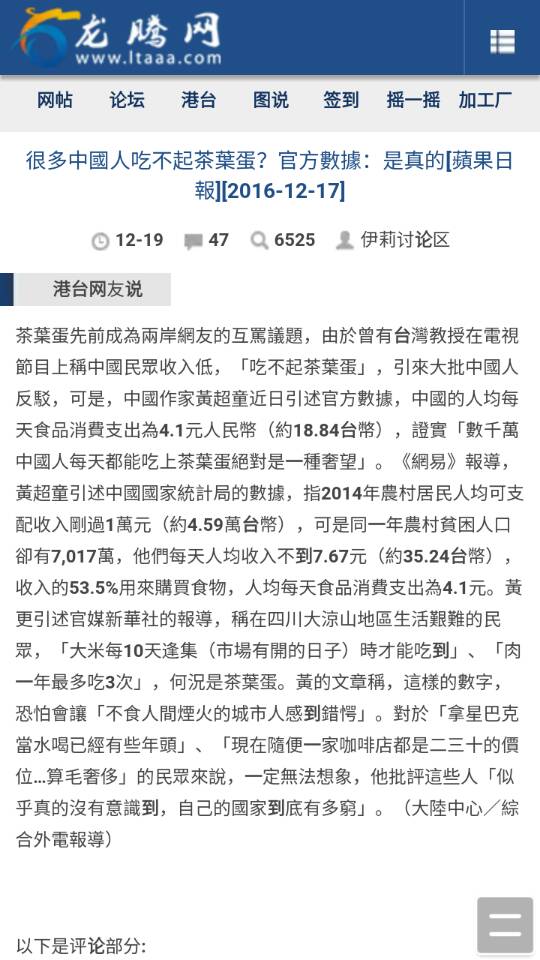 龙腾网
www.ltaaa.com
网帖 论坛 港台 图说 签到 摇一摇 加工厂
很多中國人吃不起茶葉蛋？官方數據：是真的[蘋果日
報][2016-12-17]
12-19 47 6525 伊莉讨论区
港台网友说
茶葉蛋先前成為兩岸網友的互罵議題，由於曾有台灣教授在電視
節目上稱中國民眾收入低，「吃不起茶葉蛋」，引來大批中國人
反駁，可是，中國作家黃超童近日引述官方數據，中國的人均每
天食品消費支出為4.1元人民幣（約18.84台幣），證實「數千萬
中國人每天都能吃上茶葉蛋絕對是一種奢望」。《網易》報導，
黃超童引述中國國家統計局的數據，指2014年農村居民人均可支
配收入剛過1萬元（約4.59萬台幣），可是同一年農村貧困人口
卻有7,017萬，他們每天人均收入不到7.67元（約35.24台幣），
收入的53.5%用來購買食物，人均每天食品消費支出為4.1元。黃
更引述官媒新華社的報導，稱在四川大涼山地區生活艱難的民
眾，「大米每10天逢集（市場有開的日子）時才能吃到」、「肉
一年最多吃3次」，何況是茶葉蛋。黃的文章稱，這樣的數字，
恐怕會讓「不食人間煙火的城市人感到錯愕」。對於「拿星巴克
當水喝已經有些年頭」、「現在隨便一家咖啡店都是二三十的價
位...算毛奢侈」的民眾來說，一定無法想象，他批評這些人「似
乎真的沒有意識到，自己的國家到底有多窮」。（大陸中心／綜
合外電報導）
以下是评论部分: